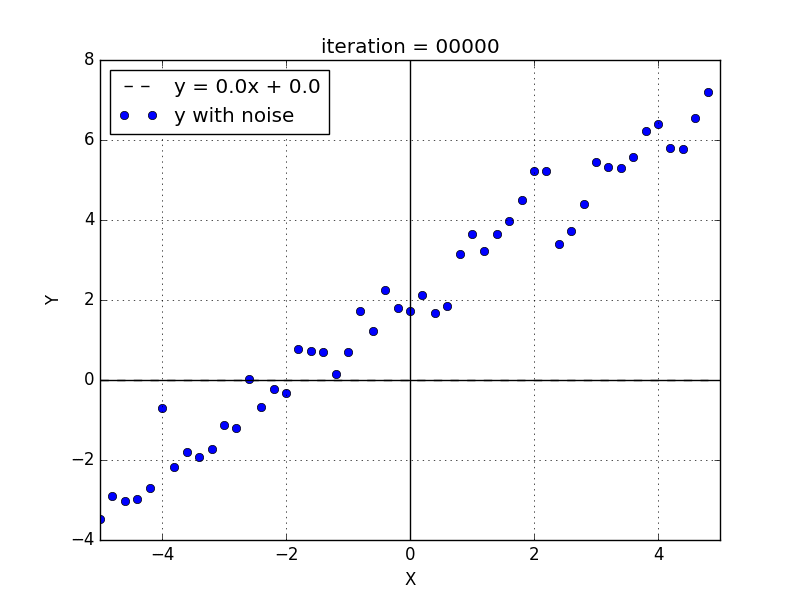 iteration = 00000
y = 0.0x + 0.0
y with noise
8
6
4
2
0
−2
−4
Y
−4 −2 0 2 4
X